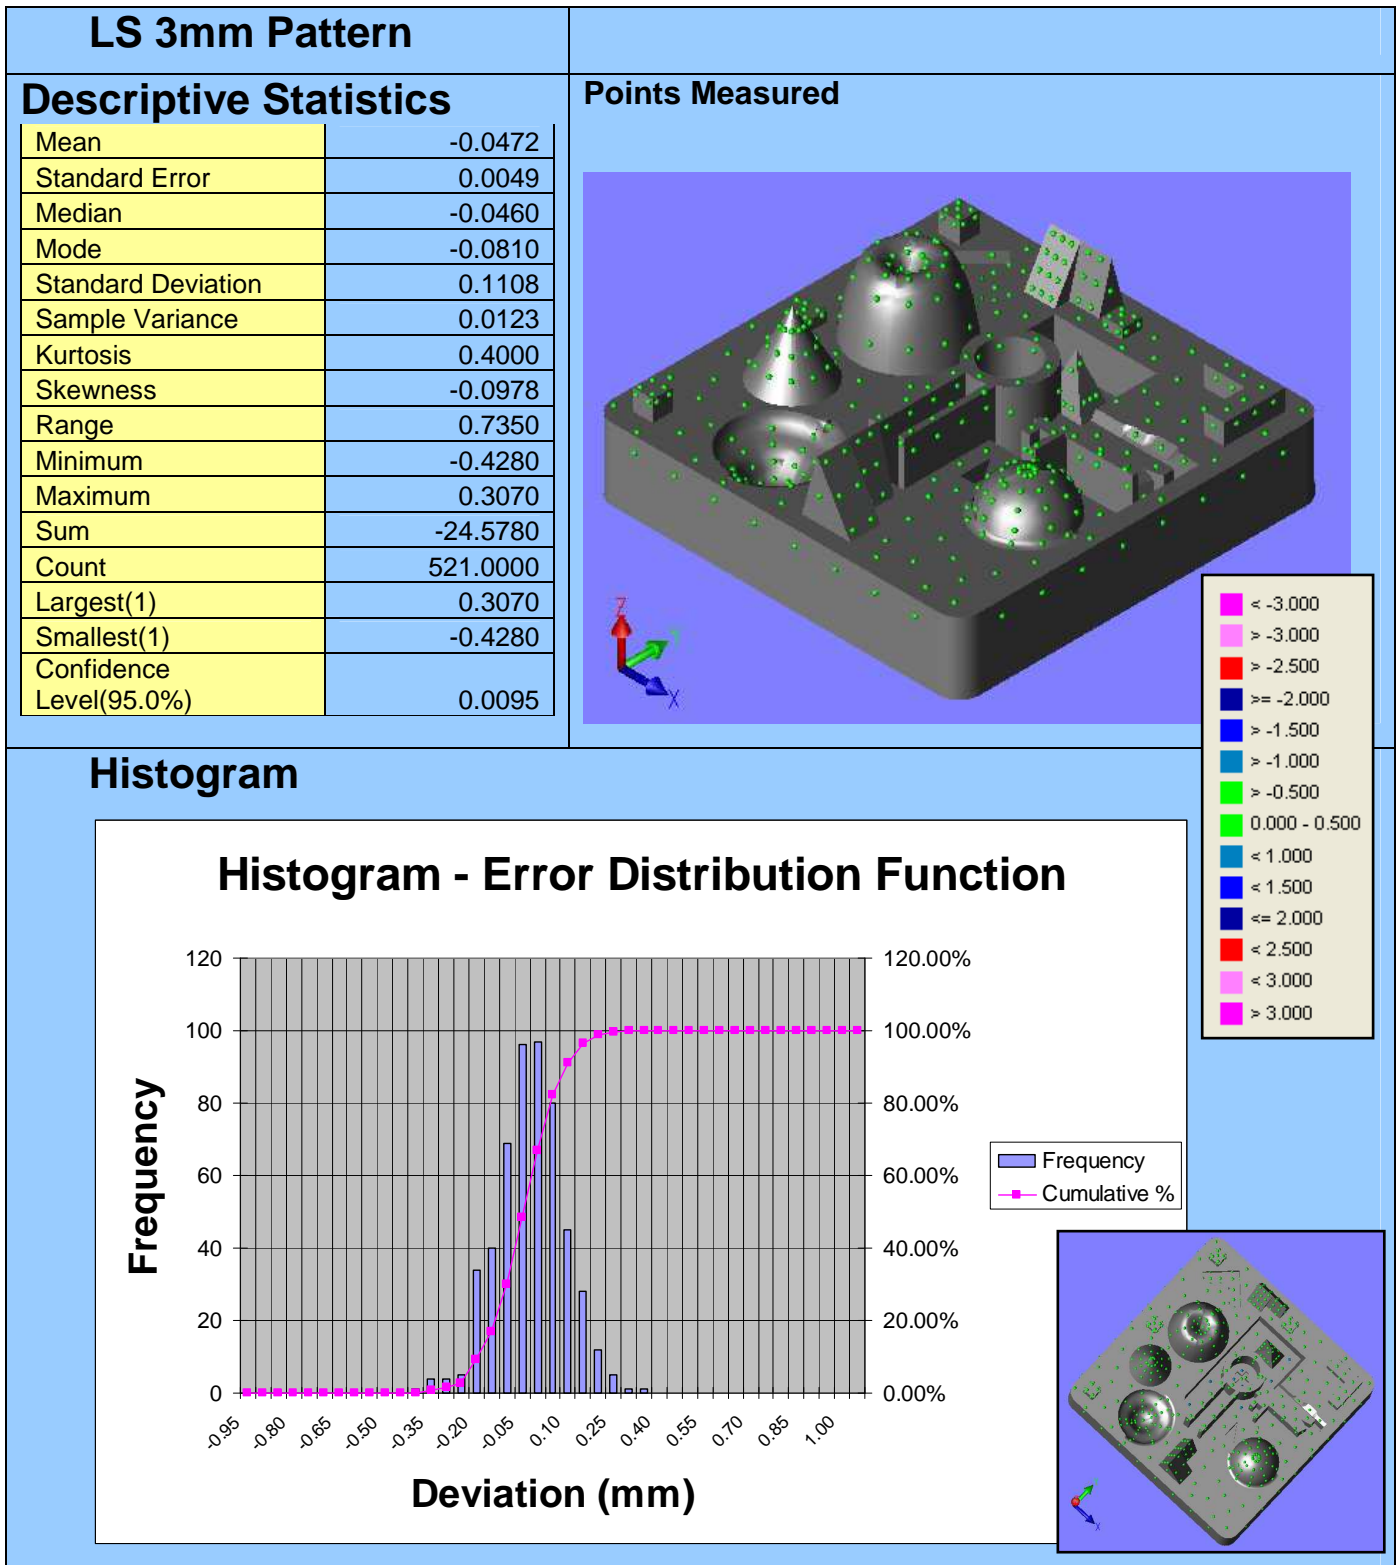 LS 3mm Pattern
Descriptive Statistics
Mean -0.0472
Standard Error 0.0049
Median -0.0460
Mode -0.0810
Standard Deviation 0.1108
Sample Variance 0.0123
Kurtosis 0.4000
Skewness -0.0978
Range 0.7350
Minimum -0.4280
Maximum 0.3070
Sum -24.5780
Count 521.0000
Largest(1) 0.3070
Smallest(1) -0.4280
Confidence
Level(95.0%) 0.0095
Points Measured
Z
X
< -3.000
> -3.000
> -2.500
>= -2.000
> -1.500
> -1.000
> -0.500
0.000 - 0.500
< 1.000
< 1.500
<= 2.000
< 2.500
< 3.000
> 3.000
Histogram
Histogram - Error Distribution Function
Frequency
120 120.00%
100 100.00%
80 80.00%
60 60.00%
40 40.00%
20 20.00%
0 0.00%
-0.95 -0.80 -0.65 -0.50 -0.35 -0.20 -0.05 0.10 0.25 0.40 0.55 0.70 0.85 1.00
Deviation (mm)
Frequency
Cumulative %
X